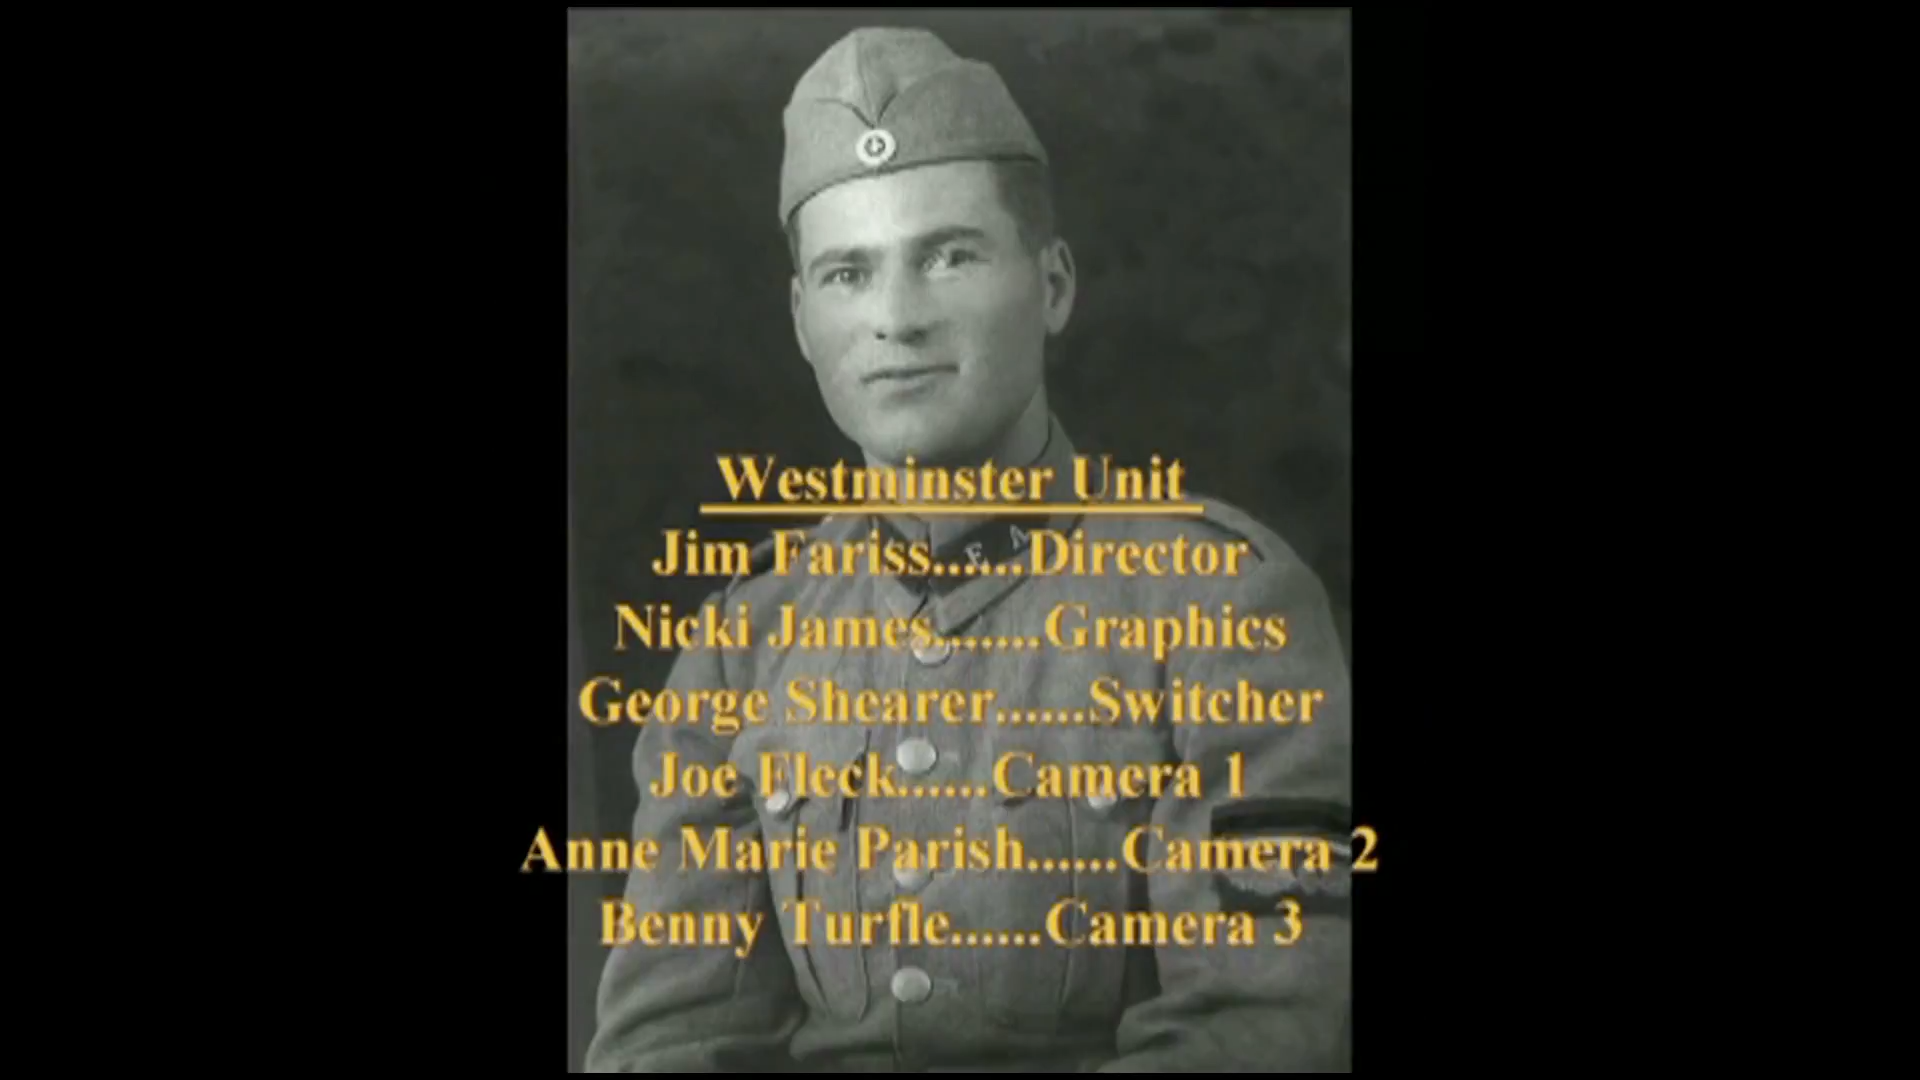 Westminster Unit
Jim Fariss......Director
Nicki James.......Graphics
George Shearer......Switcher
Joe Fleck......Camera 1
Anne Marie Parish......Camera 2
Benny Turfle......Camera 3